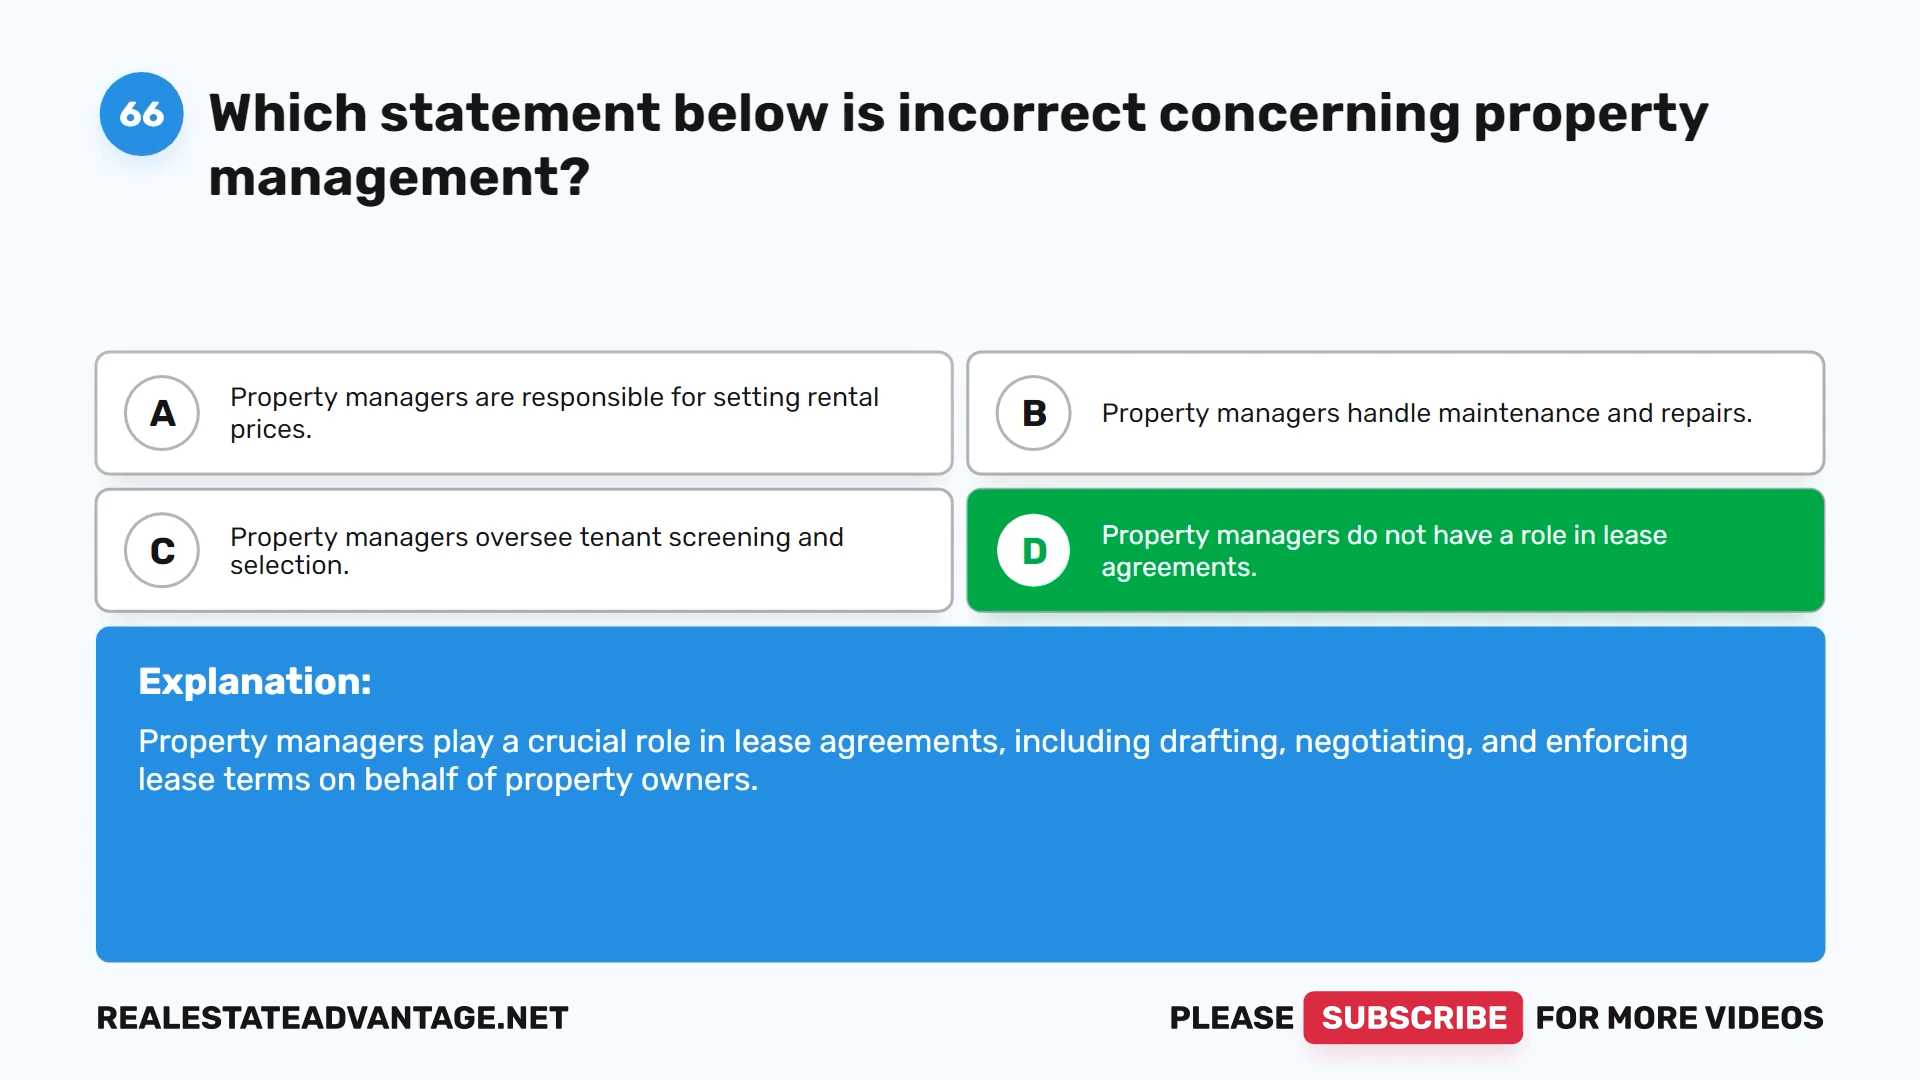 66
Which statement below is incorrect concerning property
management?
A
Property managers are responsible for setting rental
prices.
B
Property managers handle maintenance and repairs.
C
Property managers oversee tenant screening and
selection.
D
Property managers do not have a role in lease
agreements.
Explanation:
Property managers play a crucial role in lease agreements, including drafting, negotiating, and enforcing
lease terms on behalf of property owners.
REALESTATEADVANTAGE.NET
PLEASE SUBSCRIBE FOR MORE VIDEOS